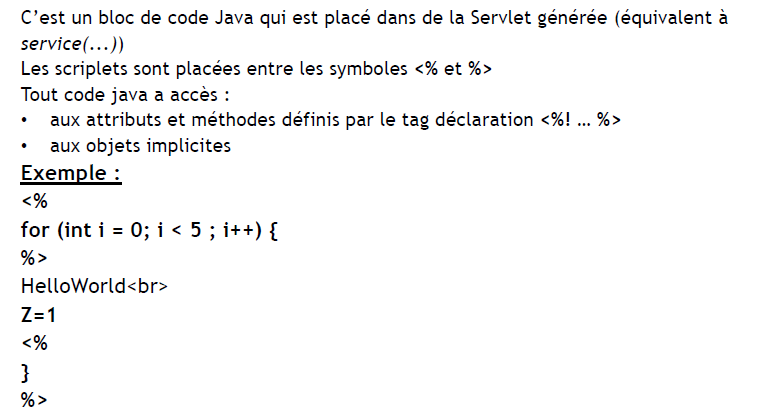 C’est un bloc de code Java qui est placé dans de la Servlet générée (équivalent à
service(...))
Les scriplets sont placées entre les symboles <% et %>
Tout code java a accès :
• aux attributs et méthodes définis par le tag déclaration <%! … %>
• aux objets implicites
Exemple :
<%
for (int i = 0; i < 5 ; i++) {
%>
HelloWorld<br>
Z=1
<%
}
%>